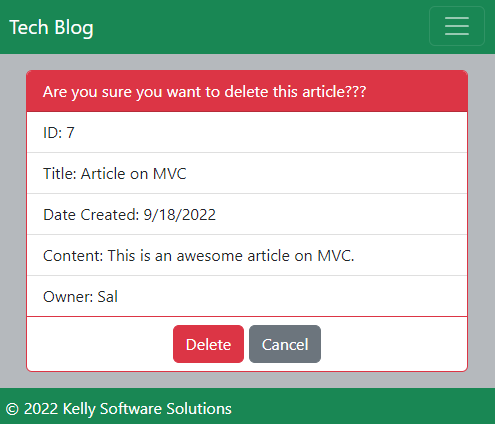 Tech Blog
Are you sure you want to delete this article???
ID: 7
Title: Article on MVC
Date Created: 9/18/2022
Content: This is an awesome article on MVC.
Owner: Sal
Delete Cancel
© 2022 Kelly Software Solutions